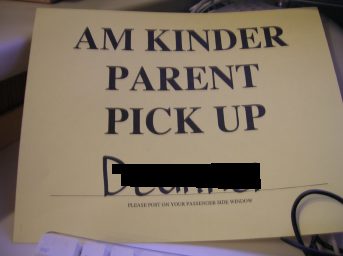 AM KINDER
PARENT
PICK UP
PLEASE POST ON YOUR PASSENGER SIDE WINDOW